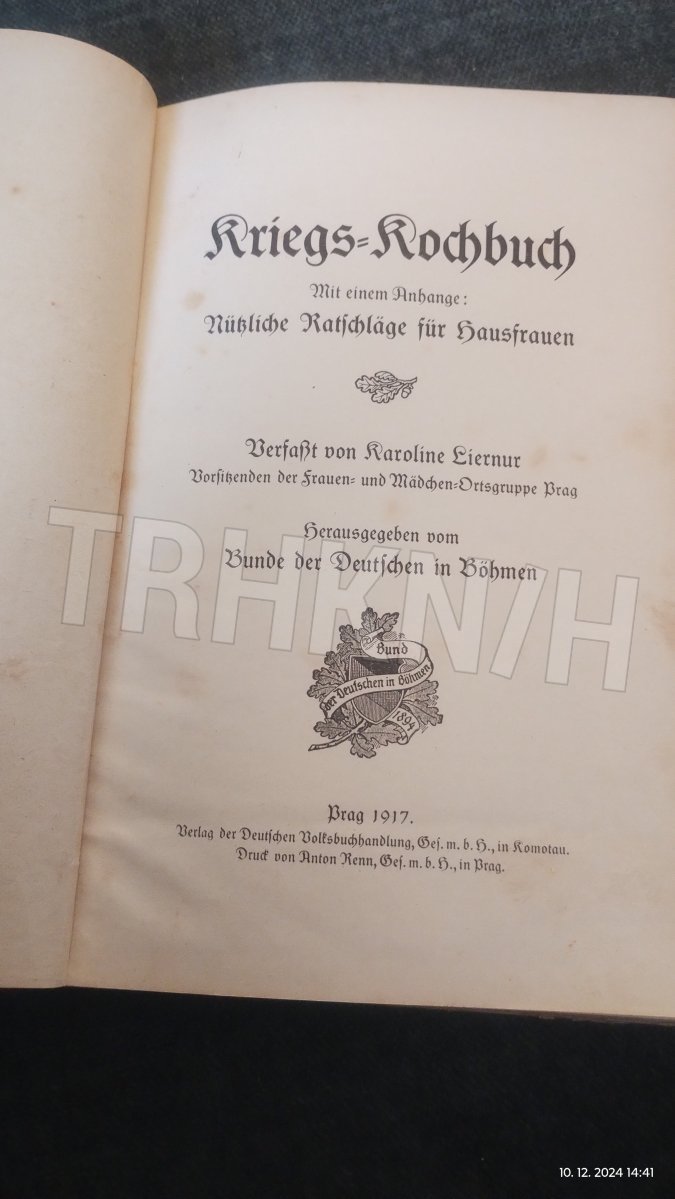 Kriegs-Kochbuch
Mit einem Anhange:
Nützliche Ratschläge für Hausfrauen
Verfaßt von Karoline Liernur
Vorsitzenden der Frauen- und Mädchen-Ortsgruppe Prag
Herausgegeben vom
Bunde der Deutschen in Böhmen
TRHKN/H
Bund
der Deutschen in Böhmen
1894
Prag 1917.
Verlag der Deutschen Volksbuchhandlung, Ges. m. b. H., in Komotau.
Druck von Anton Renn, Ges. m. b. H., in Prag.
10. 12. 2024 14:41